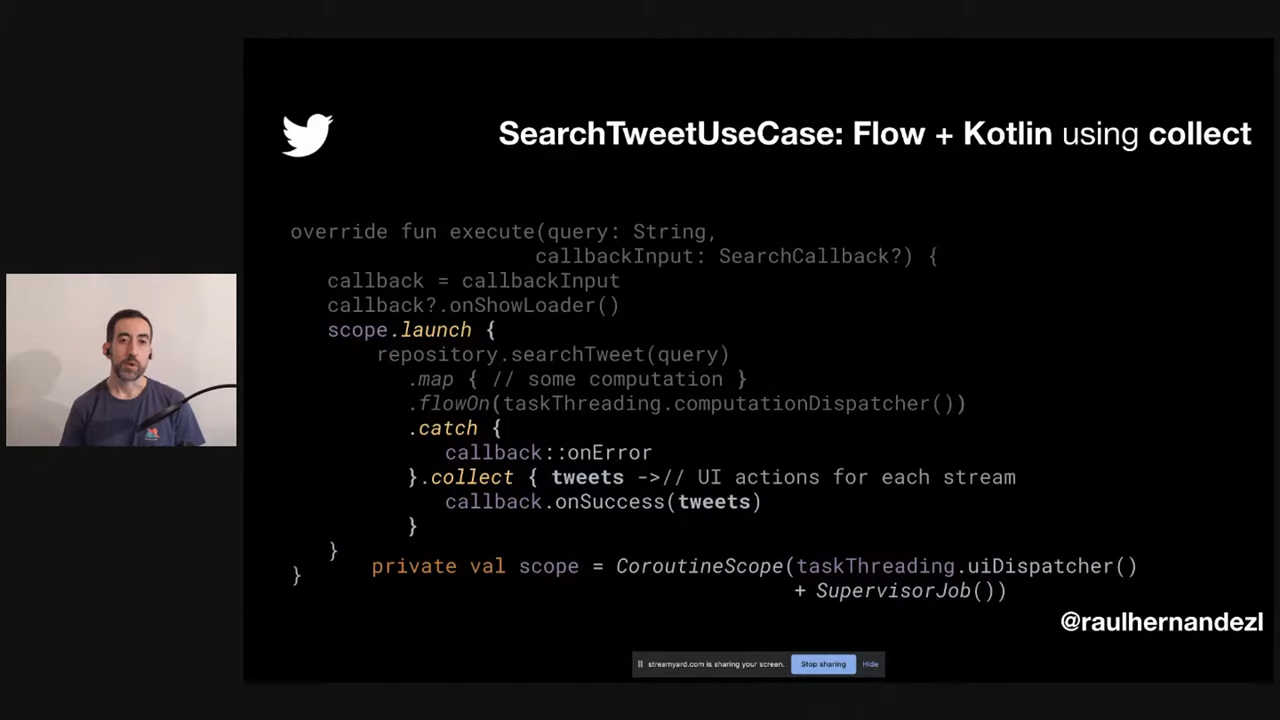 SearchTweetUseCase: Flow + Kotlin using collect
override fun execute(query: String,
callbackInput: SearchCallback?) {
callback = callbackInput
callback?.onShowLoader()
scope.launch {
repository.searchTweet(query)
.map { // some computation }
.flowOn(taskThreading.computationDispatcher())
.catch {
callback::onError
}.collect { tweets ->// UI actions for each stream
callback.onSuccess(tweets)
}
}
}
private val scope = CoroutineScope(taskThreading.uiDispatcher()
+ SupervisorJob())
@raulhernandezl
streamyard.com is sharing your screen. Stop sharing Hide